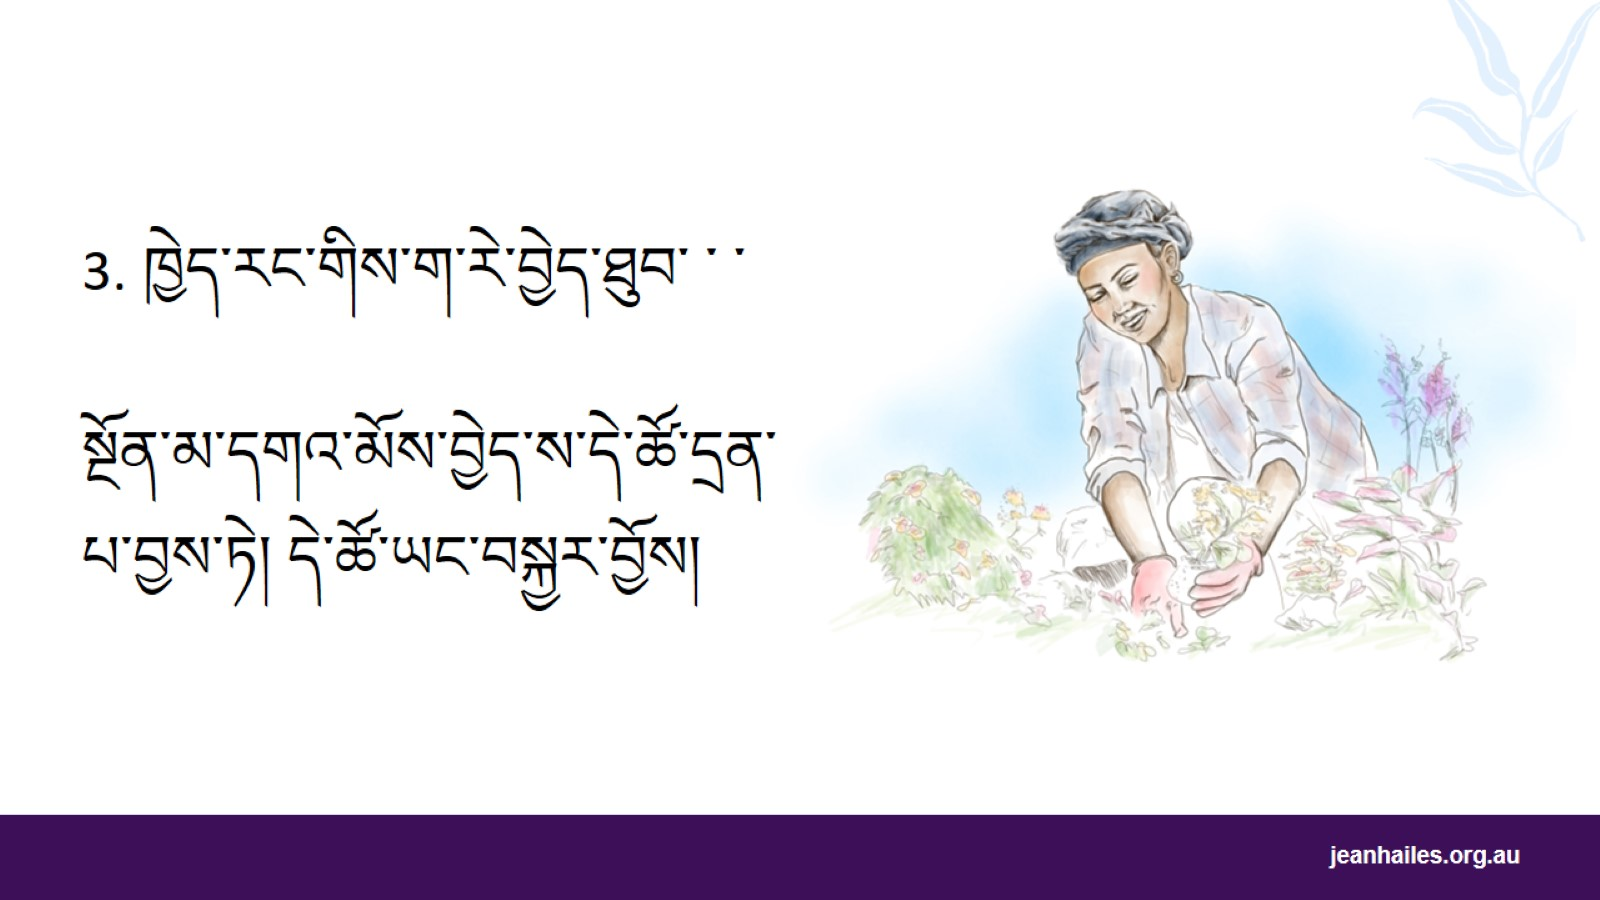 3. ཁྱེད་རང་གིས་ག་རེ་བྱེད་ཐུབ་ ་ ་
སྔོན་མ་དགའ་མོས་བྱེད་ས་དེ་ཚོ་དྲན་
པ་བྱས་ཏེ། དེ་ཚོ་ཡང་བསྐྱར་བྱོས།
jeanhailes.org.au